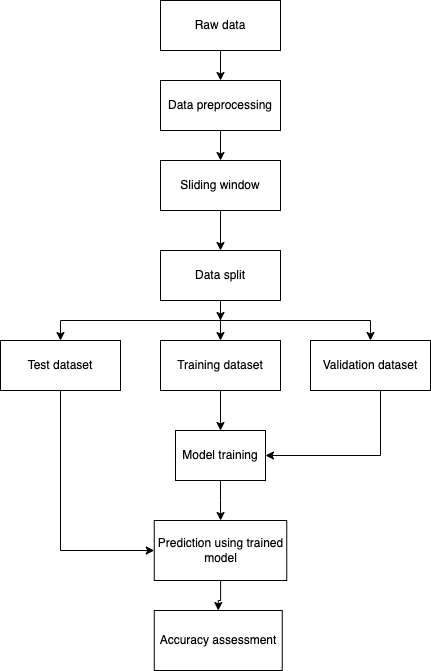 Raw data
Data preprocessing
Sliding window
Data split
Test dataset
Training dataset
Validation dataset
Model training
Prediction using trained
model
Accuracy assessment